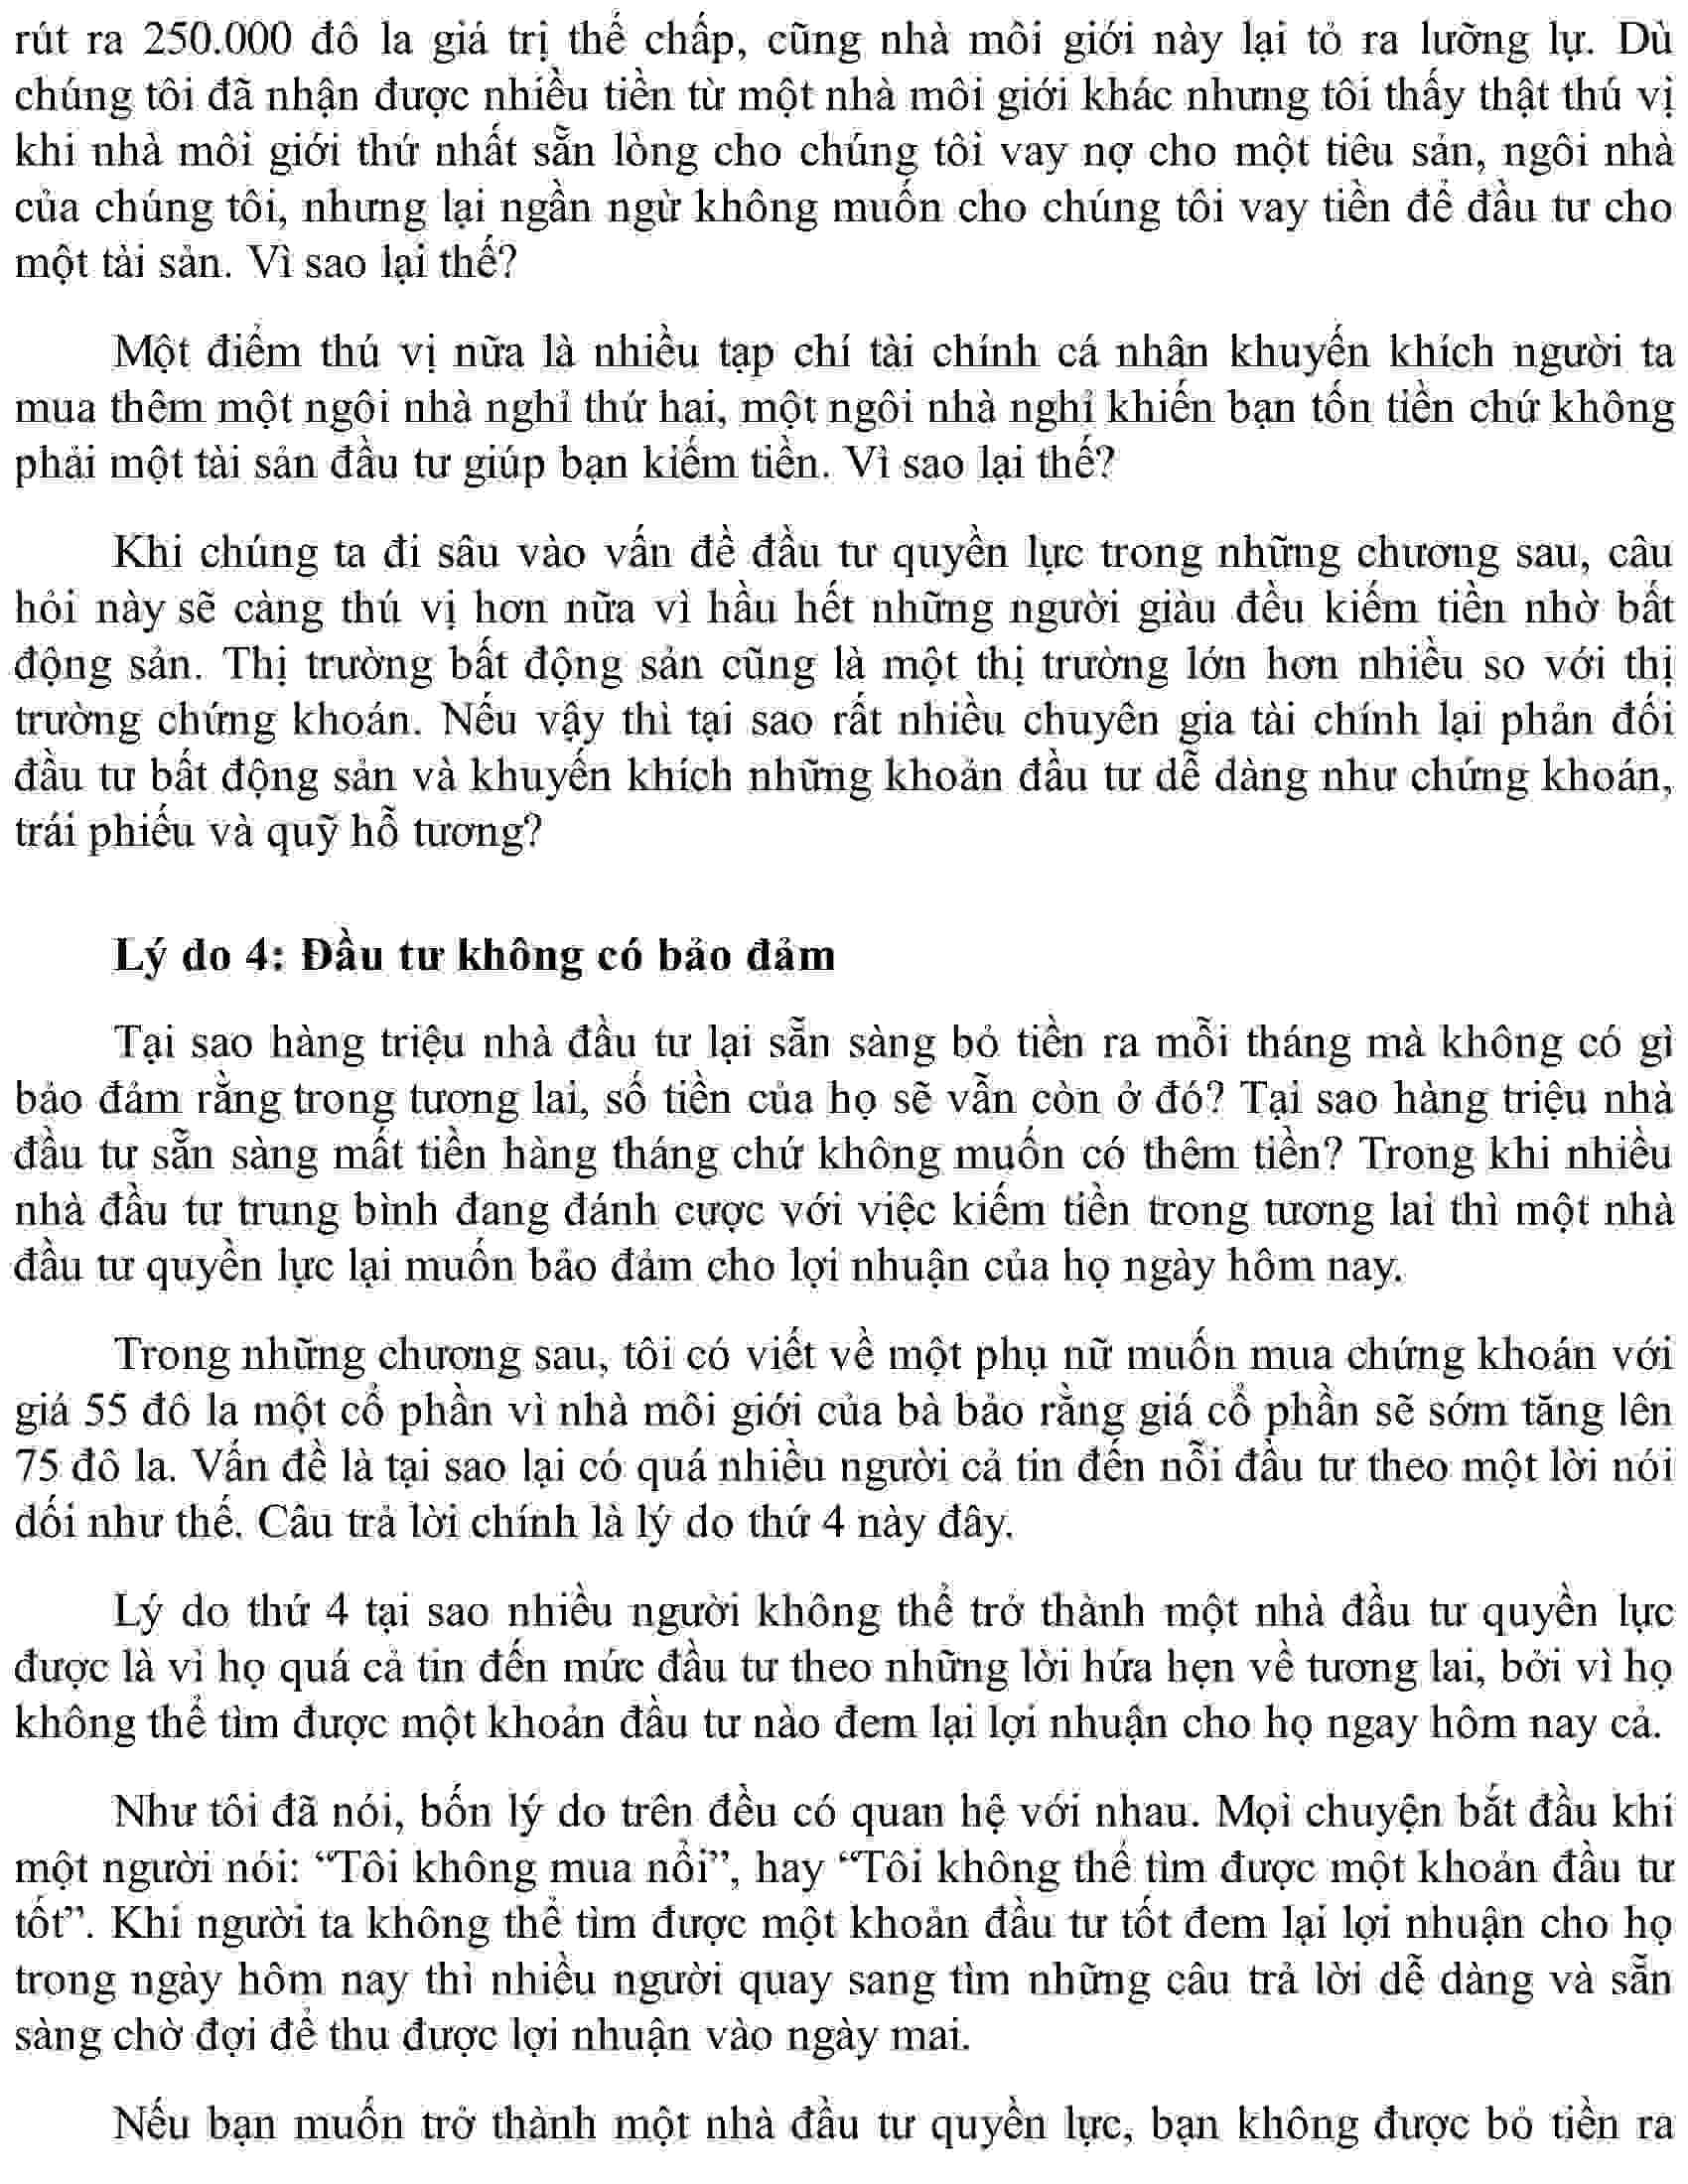 rút ra 250.000 đô la giá trị thế chấp, cũng nhà môi giới này lại tỏ ra lưỡng lự. Dù
chúng tôi đã nhận được nhiều tiền từ một nhà môi giới khác nhưng tôi thấy thật thú vị
khi nhà môi giới thứ nhất sẵn lòng cho chúng tôi vay nợ cho một tiêu sản, ngôi nhà
của chúng tôi, nhưng lại ngần ngừ không muốn cho chúng tôi vay tiền để đầu tư cho
một tài sản. Vì sao lại thế?
Một điểm thú vị nữa là nhiều tạp chí tài chính cá nhân khuyến khích người ta
mua thêm một ngôi nhà nghỉ thứ hai, một ngôi nhà nghỉ khiến bạn tốn tiền chứ không
phải một tài sản đầu tư giúp bạn kiếm tiền. Vì sao lại thế?
Khi chúng ta đi sâu vào vấn đề đầu tư quyền lực trong những chương sau, câu
hỏi này sẽ càng thú vị hơn nữa vì hầu hết những người giàu đều kiếm tiền nhờ bất
động sản. Thị trường bất động sản cũng là một thị trường lớn hơn nhiều so với thị
trường chứng khoán. Nếu vậy thì tại sao rất nhiều chuyên gia tài chính lại phản đối
đầu tư bất động sản và khuyến khích những khoản đầu tư dễ dàng như chứng khoán,
trái phiếu và quỹ hỗ tương?
Lý do 4: Đầu tư không có bảo đảm
Tại sao hàng triệu nhà đầu tư lại sẵn sàng bỏ tiền ra mỗi tháng mà không có gì
bảo đảm rằng trong tương lai, số tiền của họ sẽ vẫn còn ở đó? Tại sao hàng triệu nhà
đầu tư sẵn sàng mất tiền hàng tháng chứ không muốn có thêm tiền? Trong khi nhiều
nhà đầu tư trung bình đang đánh cược với việc kiếm tiền trong tương lai thì một nhà
đầu tư quyền lực lại muốn bảo đảm cho lợi nhuận của họ ngày hôm nay.
Trong những chương sau, tôi có viết về một phụ nữ muốn mua chứng khoán với
giá 55 đô la một cổ phần vì nhà môi giới của bà bảo rằng giá cổ phần sẽ sớm tăng lên
75 đô la. Vấn đề là tại sao lại có quá nhiều người cả tin đến nỗi đầu tư theo một lời nói
dối như thế. Câu trả lời chính là lý do thứ 4 này đây.
Lý do thứ 4 tại sao nhiều người không thể trở thành một nhà đầu tư quyền lực
được là vì họ quá cả tin đến mức đầu tư theo những lời hứa hẹn về tương lai, bởi vì họ
không thể tìm được một khoản đầu tư nào đem lại lợi nhuận cho họ ngay hôm nay cả.
Như tôi đã nói, bốn lý do trên đều có quan hệ với nhau. Mọi chuyện bắt đầu khi
một người nói: “Tôi không mua nổi”, hay “Tôi không thể tìm được một khoản đầu tư
tốt”. Khi người ta không thể tìm được một khoản đầu tư tốt đem lại lợi nhuận cho họ
trong ngày hôm nay thì nhiều người quay sang tìm những câu trả lời dễ dàng và sẵn
sàng chờ đợi để thu được lợi nhuận vào ngày mai.
Nếu bạn muốn trở thành một nhà đầu tư quyền lực, bạn không được bỏ tiền ra